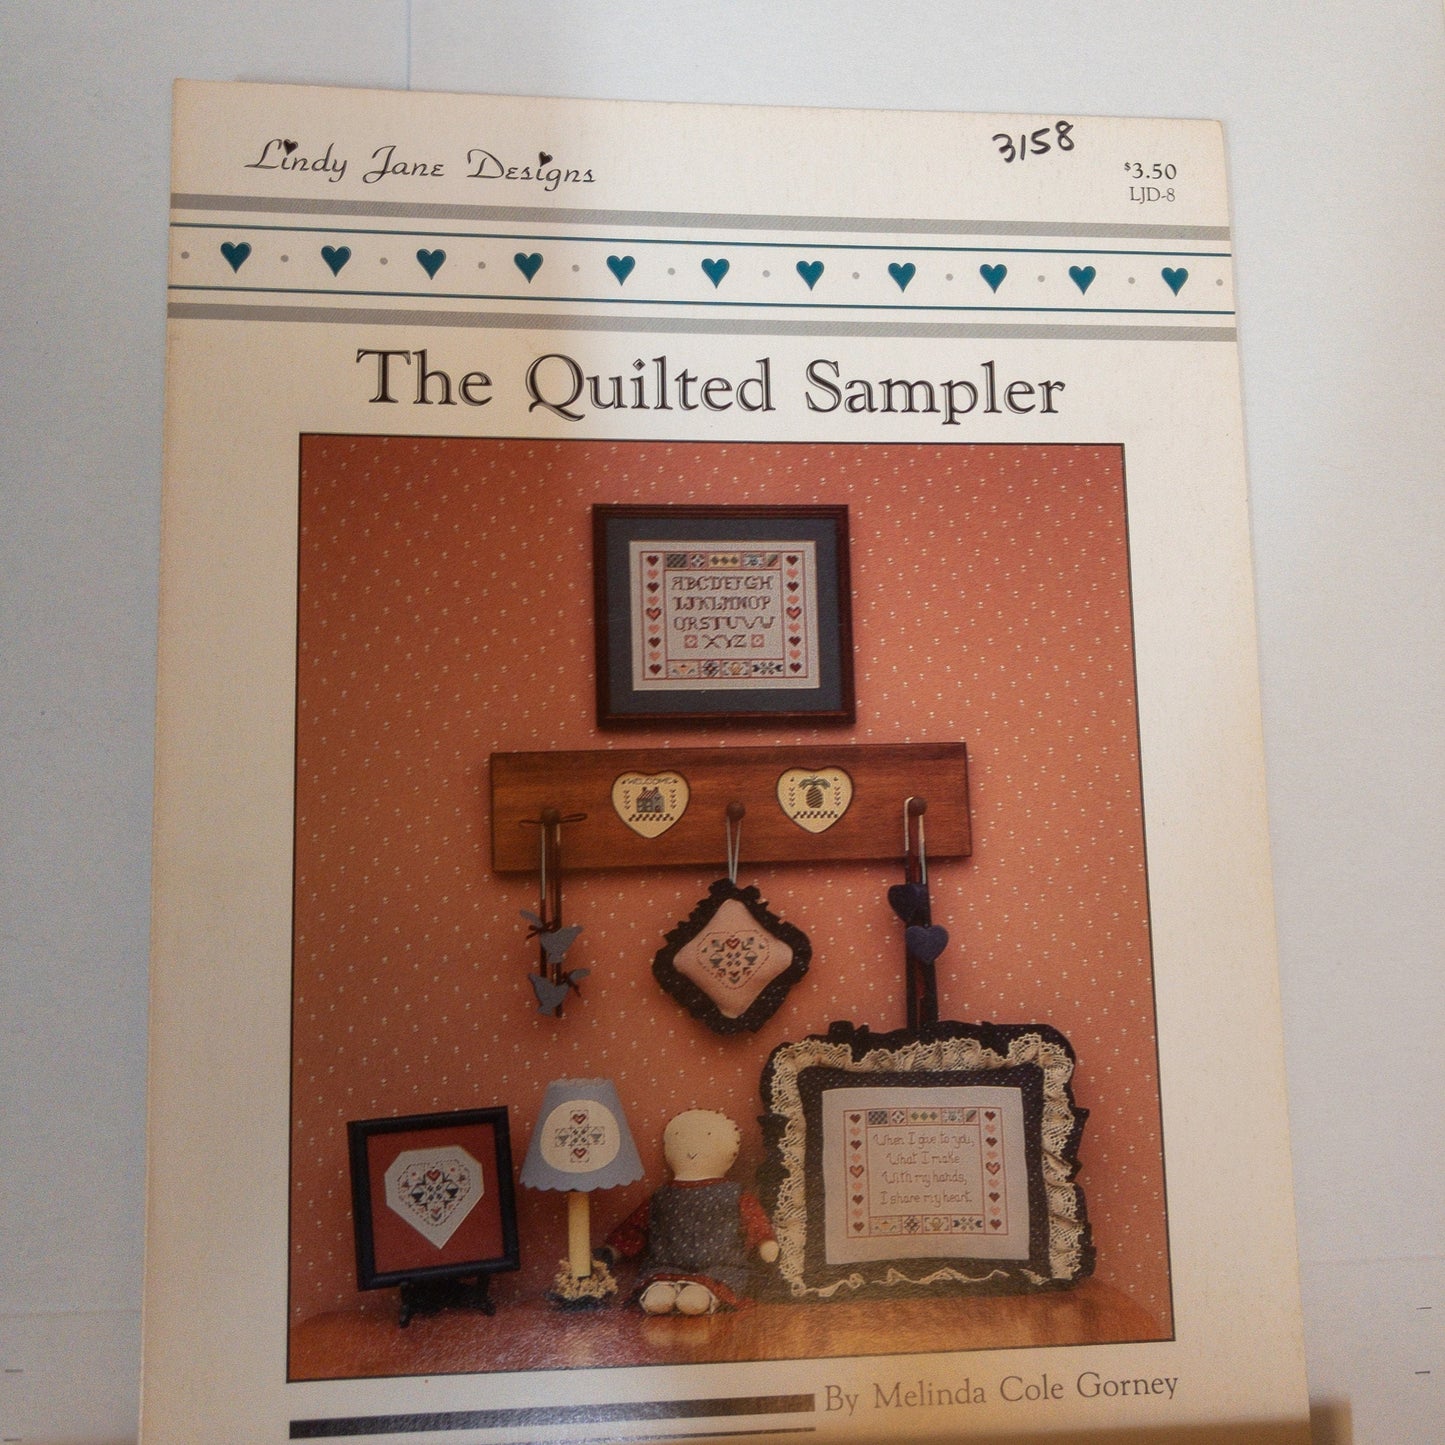 Lindy Jane Designs
3158
$3.50
LJD-8
The Quilted Sampler
ABCDEFGH
IJKLMNOP
QRSTUVW
XYZ
WELCOME
When I give to you,
What I make
With my hands,
I share my heart.
By Melinda Cole Gorney